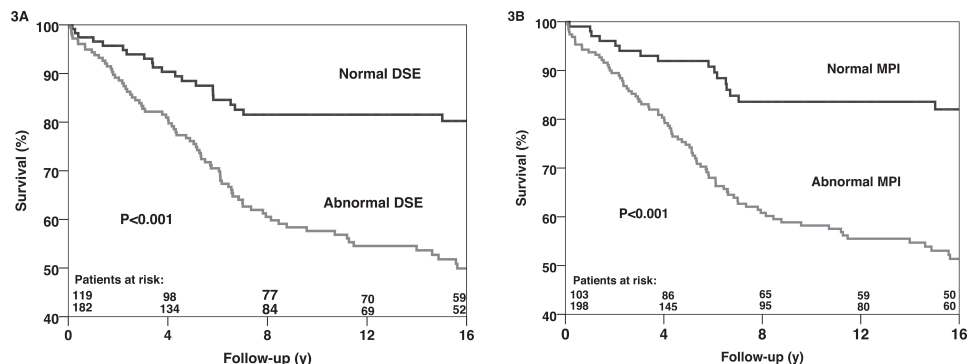 3A
Survival (%)
100
90
80
70
60
50
40
Normal DSE
Abnormal DSE
P<0.001
Patients at risk:
119 98 77 70 59
182 134 84 69 52
0 4 8 12 16
Follow-up (y)
3B
Survival (%)
100
90
80
70
60
50
40
Normal MPI
Abnormal MPI
P<0.001
Patients at risk:
103 86 65 59 50
198 145 95 80 60
0 4 8 12 16
Follow-up (y)